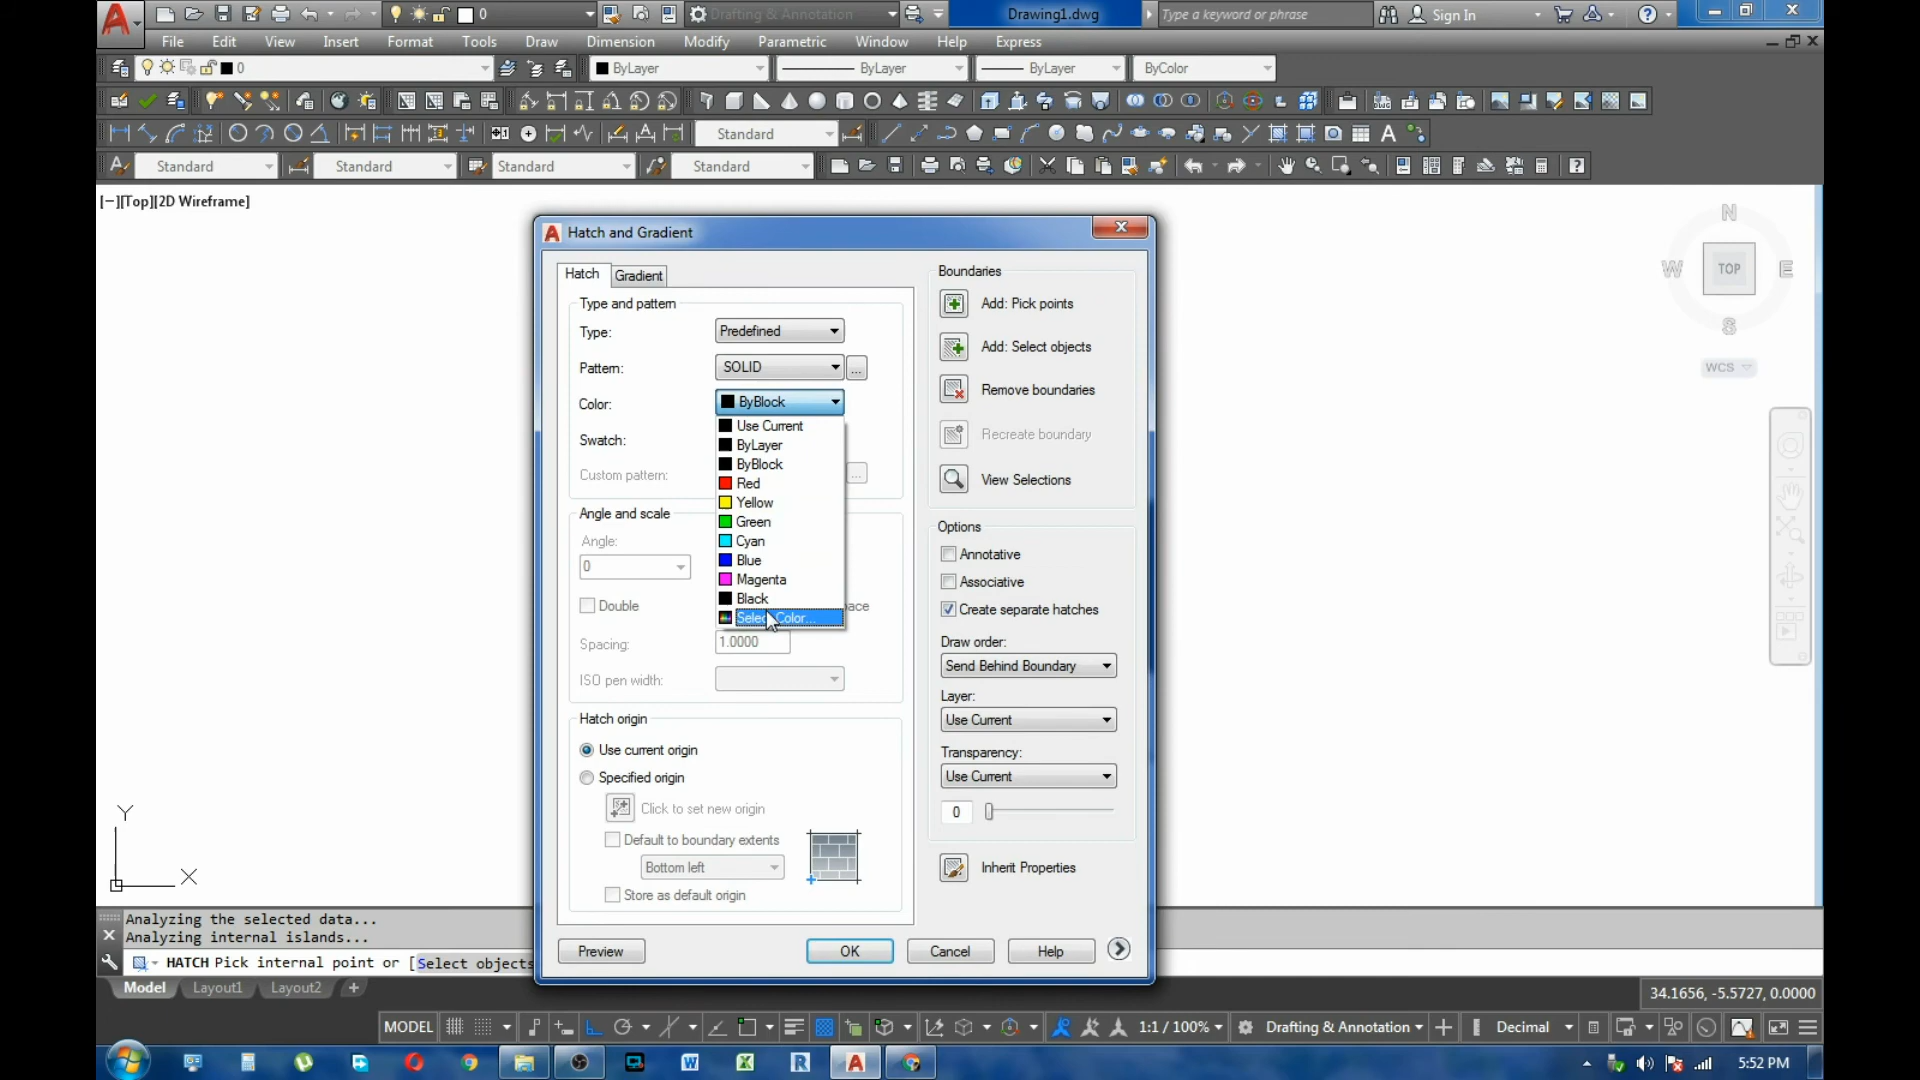 0
Drafting & Annotation
Drawing1.dwg
Type a keyword or phrase
Sign In
File Edit View Insert Format Tools Draw Dimension Modify Parametric Window Help Express
0
ByLayer
ByLayer
ByLayer
ByColor
Standard
Standard
Standard
Standard
Standard
[−][Top][2D Wireframe]
N
W
TOP
E
S
WCS
Hatch and Gradient
Hatch
Gradient
Type and pattern
Type:
Predefined
Pattern:
SOLID
...
Color:
ByBlock
Use Current
ByLayer
ByBlock
Red
Yellow
Green
Cyan
Blue
Magenta
Black
Select Color...
Swatch:
Custom pattern:
...
Angle and scale
Angle:
0
Double
Spacing:
1.0000
ISO pen width:
Hatch origin
Use current origin
Specified origin
Click to set new origin
Default to boundary extents
Bottom left
Store as default origin
Boundaries
Add: Pick points
Add: Select objects
Remove boundaries
Recreate boundary
View Selections
Options
Annotative
Associative
Create separate hatches
Draw order:
Send Behind Boundary
Layer:
Use Current
Transparency:
Use Current
0
Inherit Properties
Preview
OK
Cancel
Help
Y
X
Analyzing the selected data...
Analyzing internal islands...
HATCH Pick internal point or [Select objects
Model
Layout1
Layout2
34.1656, -5.5727, 0.0000
MODEL
1:1 / 100%
Drafting & Annotation
Decimal
5:52 PM